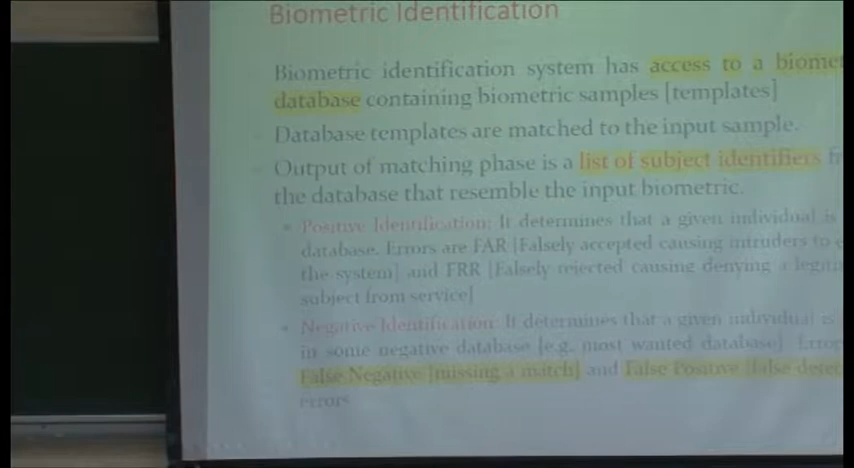 Biometric Identification
Biometric identification system has access to a biomet
database containing biometric samples [templates]
Database templates are matched to the input sample.
Output of matching phase is a list of subject identifiers
the database that resemble the input biometric.
Positive Identification: It determines that a given individual is
database. Errors are FAR [Falsely accepted causing intruders to
the system] and FRR [Falsely rejected causing denying a legiti
subject from service]
Negative Identification: It determines that a given individual is
in some negative database [e.g. most wanted database]. Error
False Negative [missing a match] and False Positive [false detec
errors